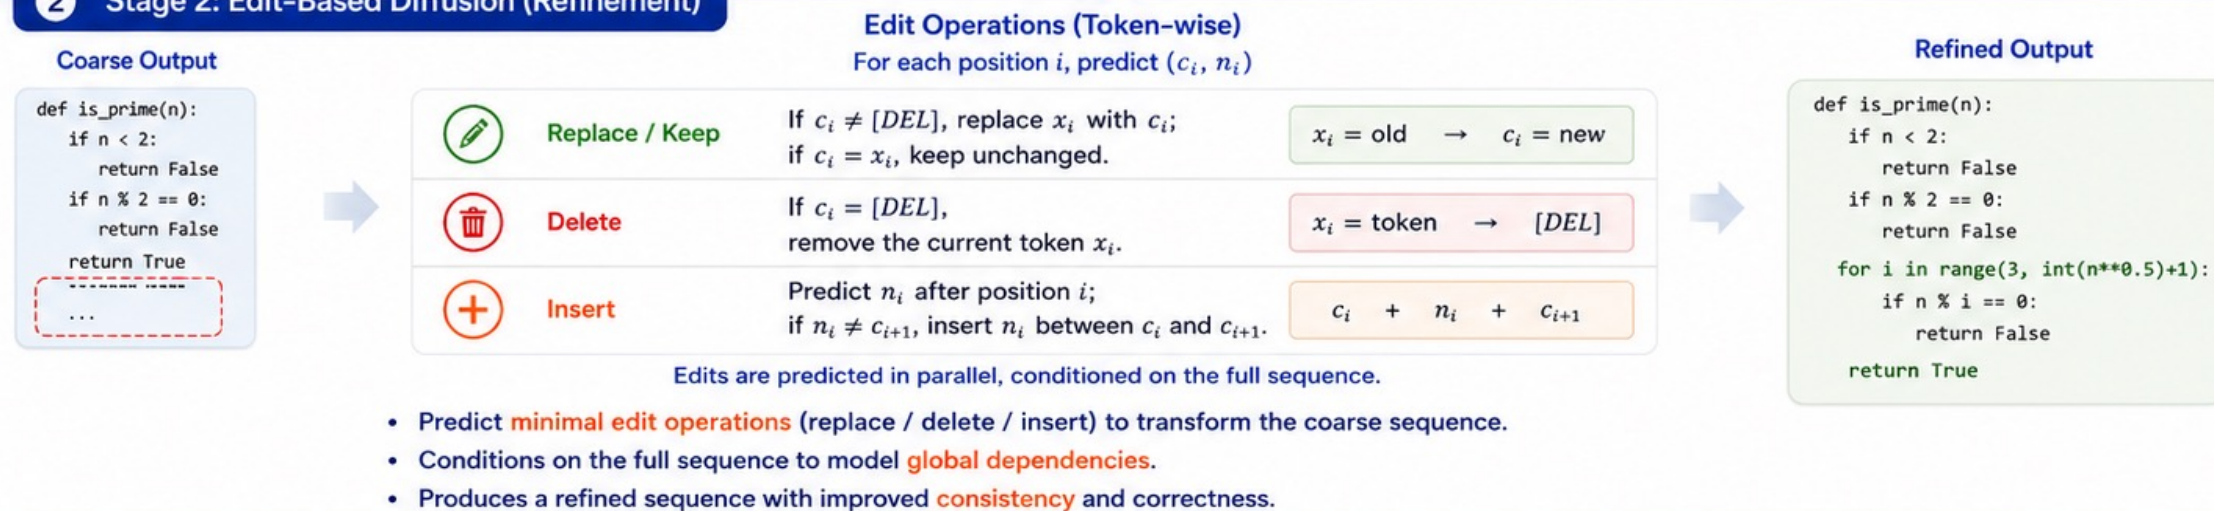 2 Stage 2: Edit-Based Diffusion (Refinement)
Coarse Output
def is_prime(n):
if n < 2:
return False
if n % 2 == 0:
return False
return True
...
Edit Operations (Token-wise)
For each position i, predict (cᵢ, nᵢ)
Replace / Keep
If cᵢ ≠ [DEL], replace xᵢ with cᵢ;
if cᵢ = xᵢ, keep unchanged.
xᵢ = old → cᵢ = new
Delete
If cᵢ = [DEL],
remove the current token xᵢ.
xᵢ = token → [DEL]
Insert
Predict nᵢ after position i;
if nᵢ ≠ cᵢ₊₁, insert nᵢ between cᵢ and cᵢ₊₁.
cᵢ + nᵢ + cᵢ₊₁
Edits are predicted in parallel, conditioned on the full sequence.
• Predict minimal edit operations (replace / delete / insert) to transform the coarse sequence.
• Conditions on the full sequence to model global dependencies.
• Produces a refined sequence with improved consistency and correctness.
Refined Output
def is_prime(n):
if n < 2:
return False
if n % 2 == 0:
return False
for i in range(3, int(n**0.5)+1):
if n % i == 0:
return False
return True